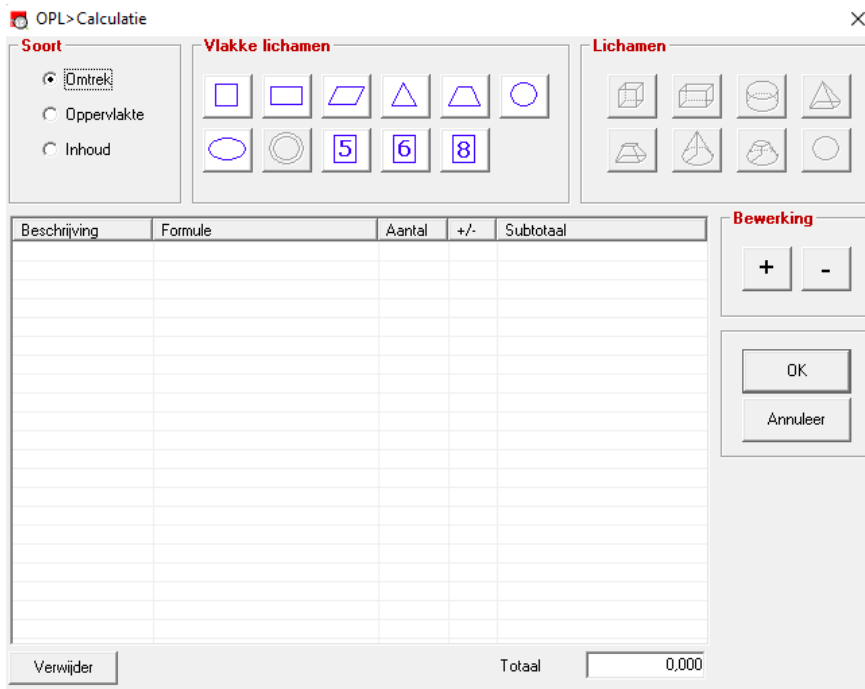 OPL>Calculatie
Soort
Omtrek
Oppervlakte
Inhoud
Vlakke lichamen
5 6 8
Lichamen
Beschrijving Formule Aantal +/- Subtotaal
Bewerking
+ -
OK
Annuleer
Verwijder
Totaal 0,000